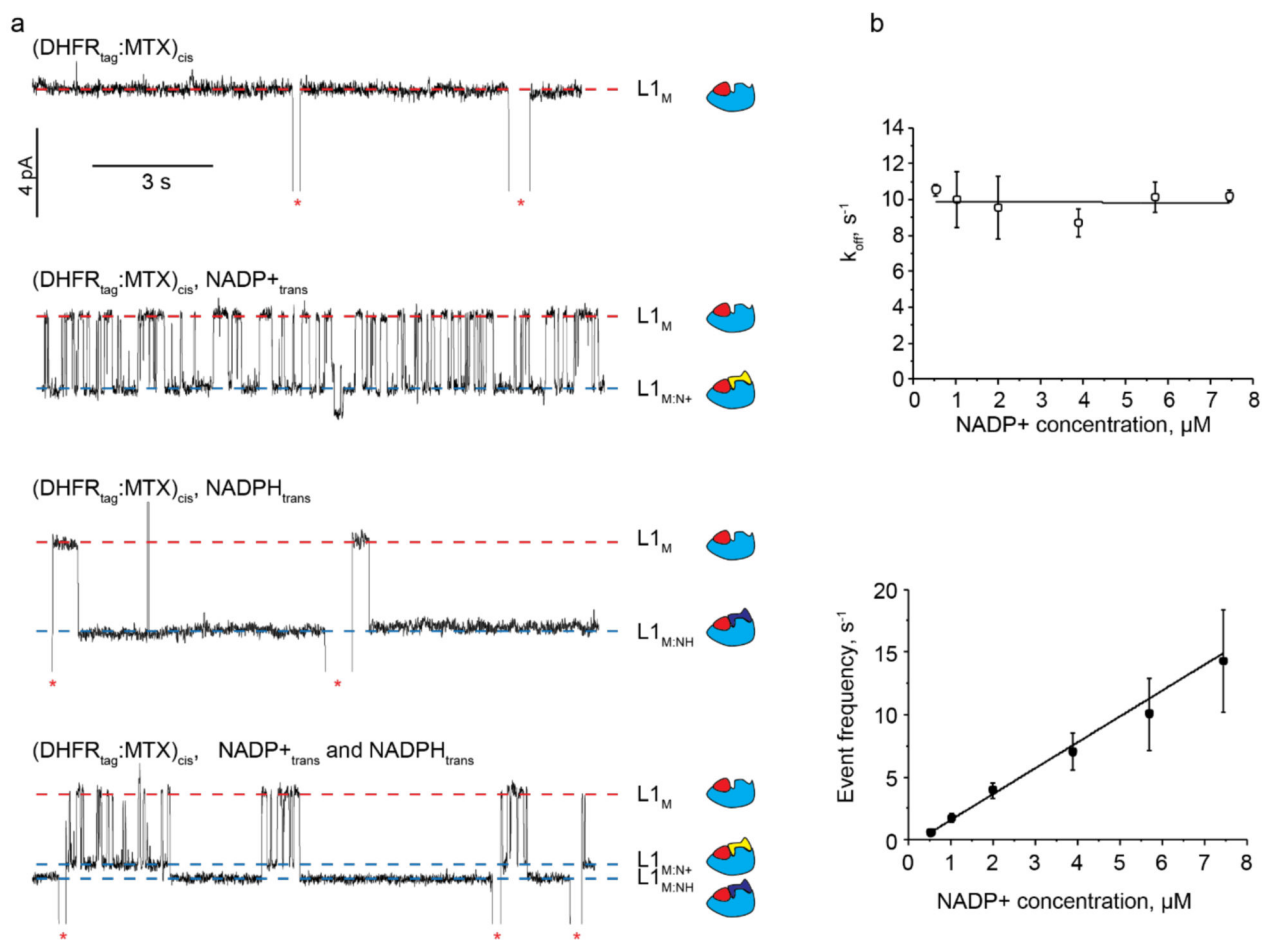 a
(DHFRtag:MTX)cis
L1M
4 pA
3 s
* *
(DHFRtag:MTX)cis, NADP+trans
L1M
L1M:N+
(DHFRtag:MTX)cis, NADPHtrans
L1M
L1M:NH
* *
(DHFRtag:MTX)cis, NADP+trans and NADPHtrans
L1M
L1M:N+
L1M:NH
* * *
b
14
12
10
8
6
4
2
0
koff, s-1
0 1 2 3 4 5 6 7 8
NADP+ concentration, µM
20
15
10
5
0
Event frequency, s-1
0 1 2 3 4 5 6 7 8
NADP+ concentration, µM